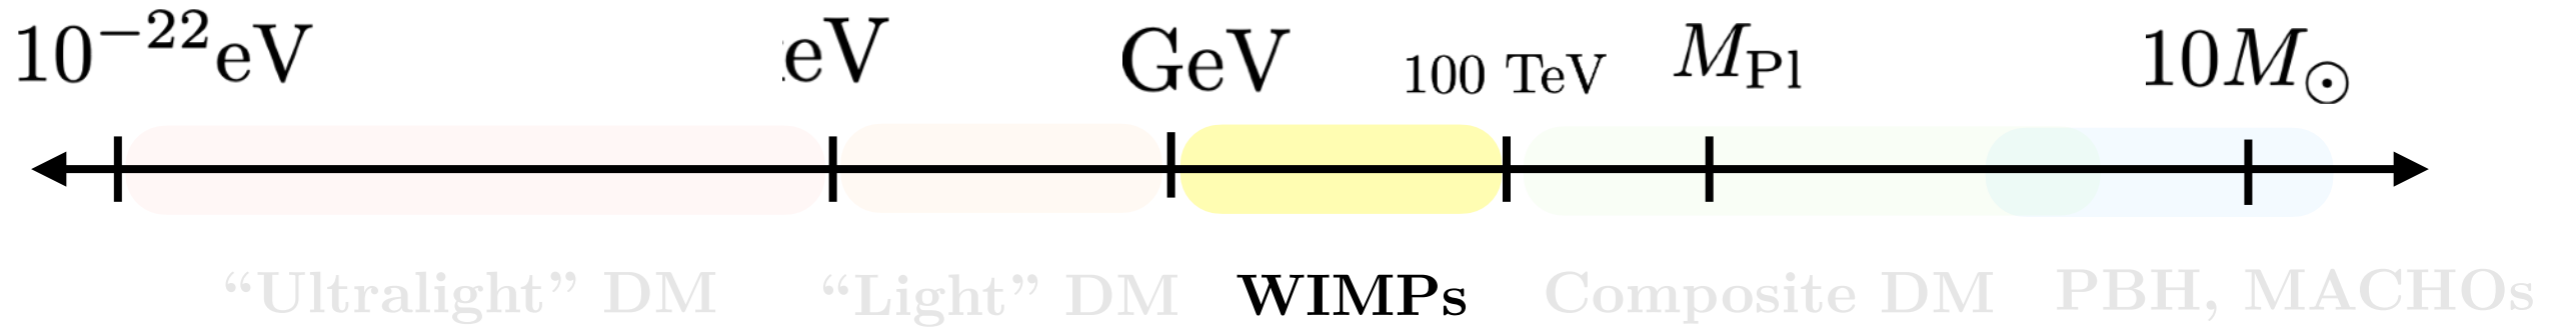 10⁻²²eV eV GeV 100 TeV M_Pl 10M_⊙
“Ultralight” DM “Light” DM WIMPs Composite DM PBH, MACHOs